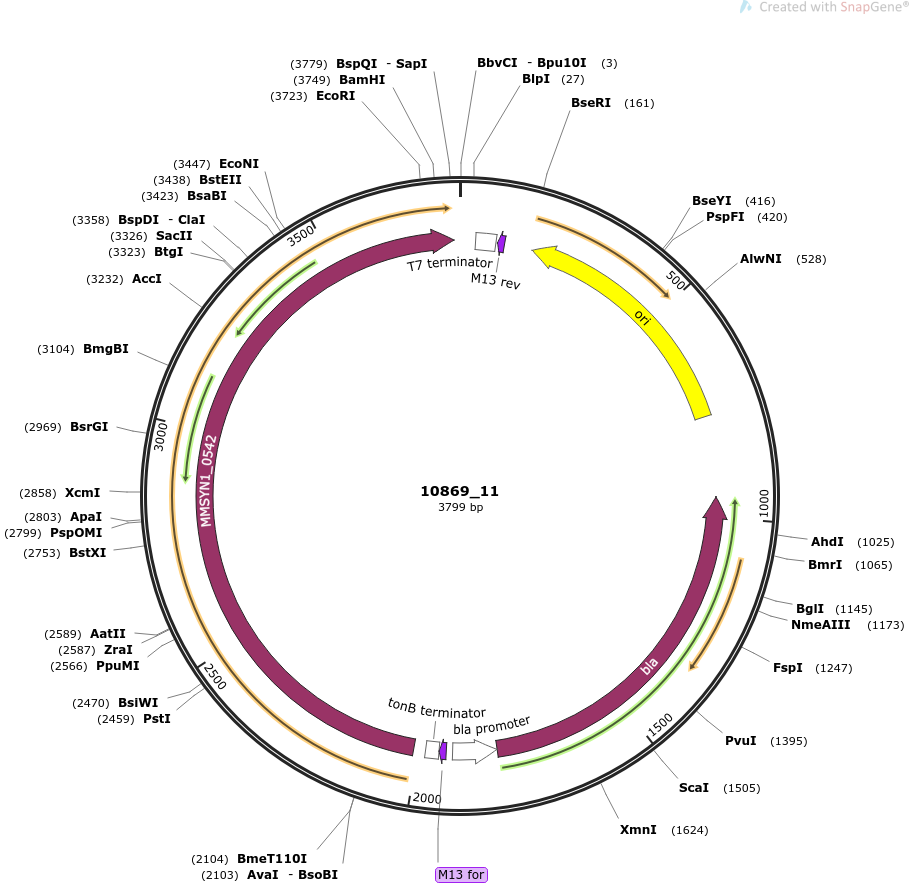 Created with SnapGene®
(3779) BspQI - SapI
(3749) BamHI
(3723) EcoRI
BbvCI - Bpu10I (3)
BlpI (27)
BseRI (161)
(3447) EcoNI
(3438) BstEII
(3423) BsaBI
(3358) BspDI - ClaI
(3326) SacII
(3323) BtgI
(3232) AccI
(3104) BmgBI
(2969) BsrGI
(2858) XcmI
(2803) ApaI
(2799) PspOMI
(2753) BstXI
(2589) AatII
(2587) ZraI
(2566) PpuMI
(2470) BsiWI
(2459) PstI
(2104) BmeT110I
(2103) AvaI - BsoBI
BseYI (416)
PspFI (420)
AlwNI (528)
AhdI (1025)
BmrI (1065)
BglI (1145)
NmeAIII (1173)
FspI (1247)
PvuI (1395)
ScaI (1505)
XmnI (1624)
500
1000
1500
2000
2500
3000
3500
T7 terminator
M13 rev
ori
MMSYN1_0542
10869_11
3799 bp
bla
tonB terminator
bla promoter
M13 for